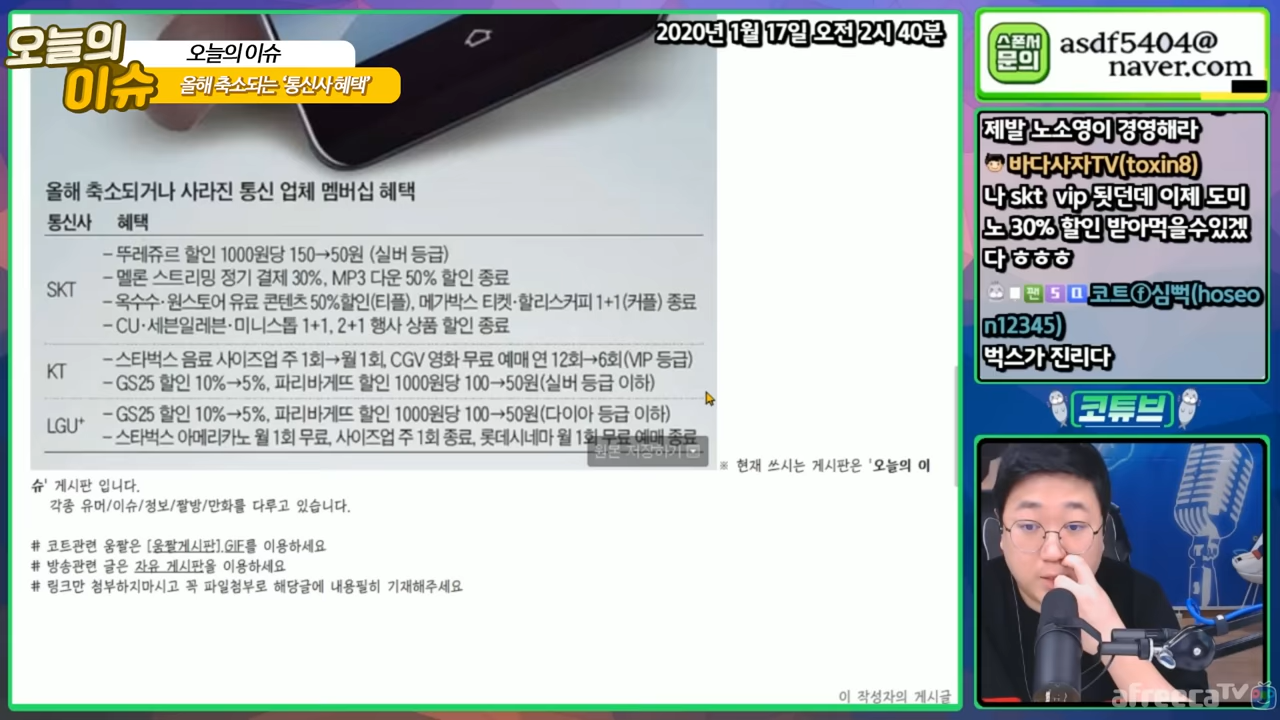 오늘의
이슈
오늘의 이슈
올해 축소되는 '통신사 혜택'
2020년 1월 17일 오전 2시 40분
올해 축소되거나 사라진 통신 업체 멤버십 혜택
통신사 혜택
SKT
– 뚜레쥬르 할인 1000원당 150→50원 (실버 등급)
– 멜론 스트리밍 정기 결제 30%, MP3 다운 50% 할인 종료
– 옥수수·원스토어 유료 콘텐츠 50%할인(티플), 메가박스 티켓·할리스커피 1+1(커플) 종료
– CU·세븐일레븐·미니스톱 1+1, 2+1 행사 상품 할인 종료
KT
– 스타벅스 음료 사이즈업 주 1회→월 1회, CGV 영화 무료 예매 연 12회→6회(VIP 등급)
– GS25 할인 10%→5%, 파리바게뜨 할인 1000원당 100→50원(실버 등급 이하)
LGU+
– GS25 할인 10%→5%, 파리바게뜨 할인 1000원당 100→50원(다이아 등급 이하)
– 스타벅스 아메리카노 월 1회 무료, 사이즈업 주 1회 종료, 롯데시네마 월 1회 무료 예매 종료
원본 저장하기
※ 현재 쓰시는 게시판은 '오늘의 이
슈' 게시판 입니다.
각종 유머/이슈/정보/짤방/만화를 다루고 있습니다.
# 코트관련 움짤은 [움짤게시판].GIF를 이용하세요
# 방송관련 글은 자유 게시판을 이용하세요
# 링크만 첨부하지마시고 꼭 파일첨부로 해당글에 내용필히 기재해주세요
이 작성자의 게시글
스폰서
문의
asdf5404@
naver.com
제발 노소영이 경영해라
바다사자TV(toxin8)
나 skt vip 됫던데 이제 도미
노 30% 할인 받아먹을수있겠
다 ㅎㅎㅎ
팬 5 코트ⓕ심뻑(hoseo
n12345)
벅스가 진리다
코튜브
afreecaTV